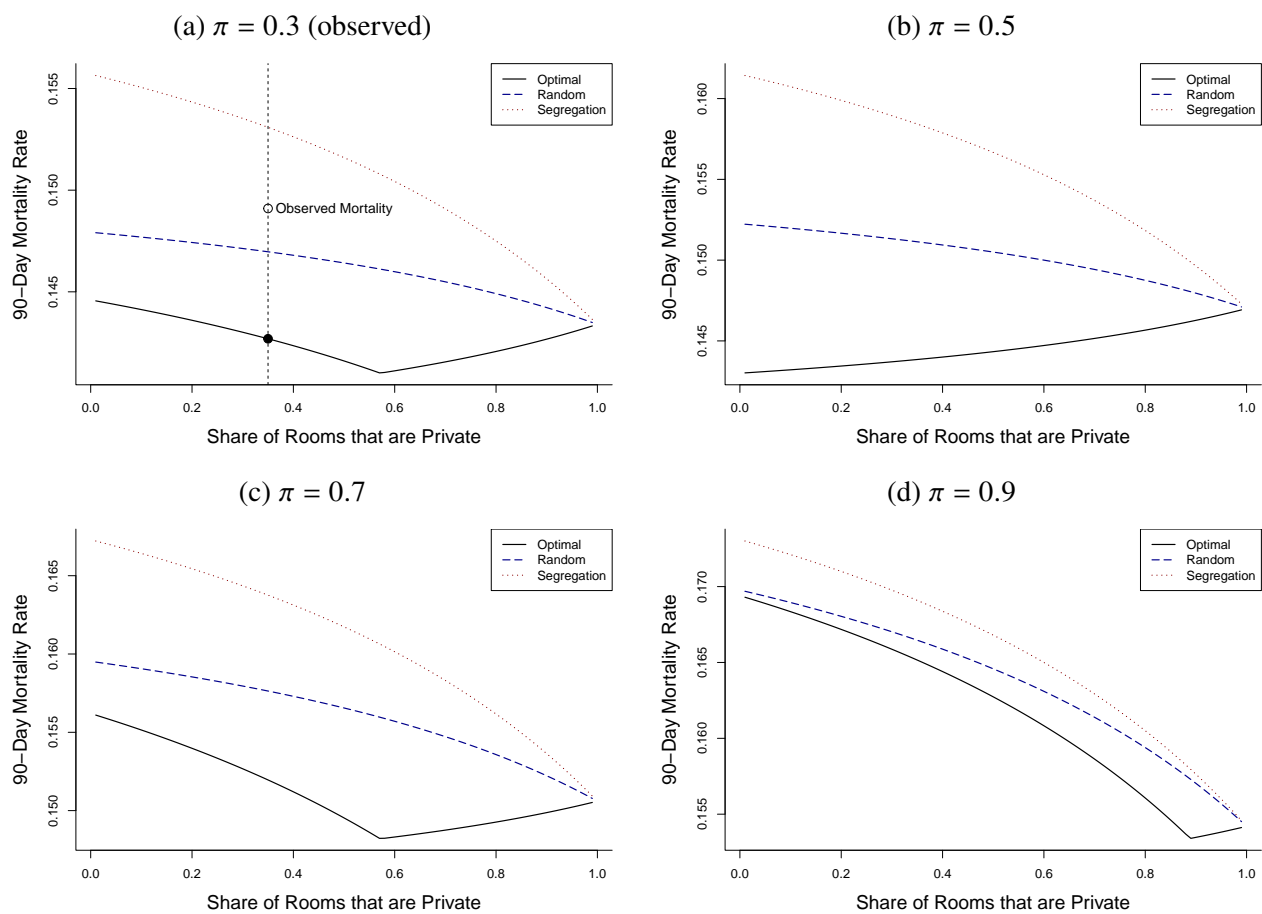 (a) π = 0.3 (observed)
90−Day Mortality Rate
0.155
0.150
0.145
Optimal
Random
Segregation
Observed Mortality
0.0 0.2 0.4 0.6 0.8 1.0
Share of Rooms that are Private
(b) π = 0.5
90−Day Mortality Rate
0.160
0.155
0.150
0.145
Optimal
Random
Segregation
0.0 0.2 0.4 0.6 0.8 1.0
Share of Rooms that are Private
(c) π = 0.7
90−Day Mortality Rate
0.165
0.160
0.155
0.150
Optimal
Random
Segregation
0.0 0.2 0.4 0.6 0.8 1.0
Share of Rooms that are Private
(d) π = 0.9
90−Day Mortality Rate
0.170
0.165
0.160
0.155
Optimal
Random
Segregation
0.0 0.2 0.4 0.6 0.8 1.0
Share of Rooms that are Private